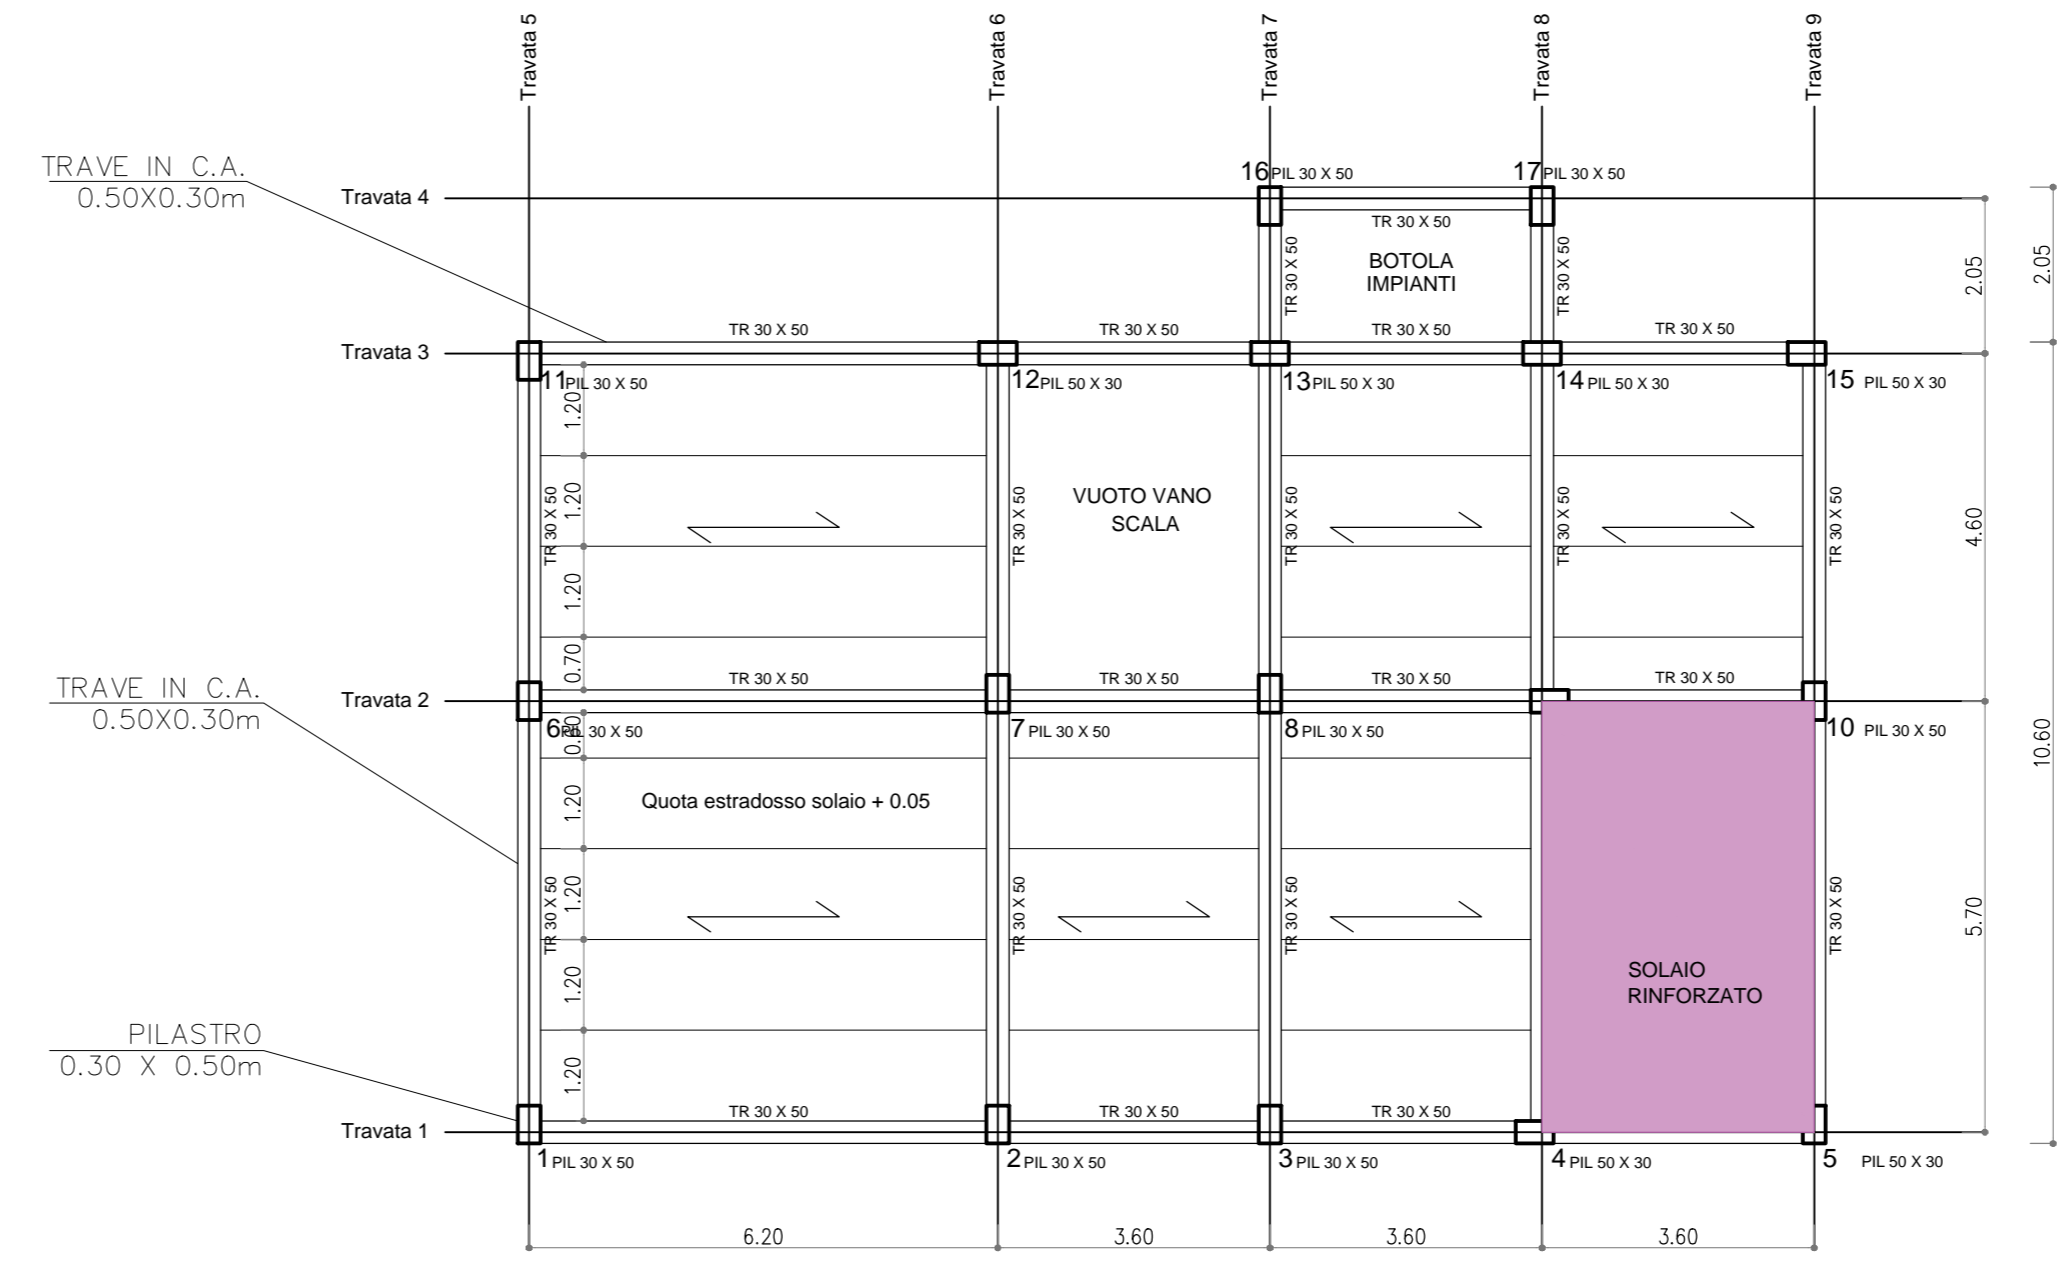 Travata 5
Travata 6
Travata 7
Travata 8
Travata 9
TRAVE IN C.A.
0.50X0.30m
Travata 4
16 PIL 30 X 50
17 PIL 30 X 50
TR 30 X 50
TR 30 X 50
TR 30 X 50
BOTOLA
IMPIANTI
2.05
2.05
Travata 3
TR 30 X 50
TR 30 X 50
TR 30 X 50
TR 30 X 50
11 PIL 30 X 50
12 PIL 50 X 30
13 PIL 50 X 30
14 PIL 50 X 30
15 PIL 50 X 30
1.20
1.20
1.20
0.70
TR 30 X 50
TR 30 X 50
VUOTO VANO
SCALA
TR 30 X 50
TR 30 X 50
TR 30 X 50
4.60
10.60
TRAVE IN C.A.
0.50X0.30m
Travata 2
TR 30 X 50
TR 30 X 50
TR 30 X 50
TR 30 X 50
6 PIL 30 X 50
7 PIL 30 X 50
8 PIL 30 X 50
10 PIL 30 X 50
1.20
1.20
1.20
1.20
Quota estradosso solaio + 0.05
TR 30 X 50
TR 30 X 50
TR 30 X 50
TR 30 X 50
5.70
SOLAIO
RINFORZATO
PILASTRO
0.30 X 0.50m
Travata 1
TR 30 X 50
TR 30 X 50
TR 30 X 50
1 PIL 30 X 50
2 PIL 30 X 50
3 PIL 30 X 50
4 PIL 50 X 30
5 PIL 50 X 30
6.20
3.60
3.60
3.60